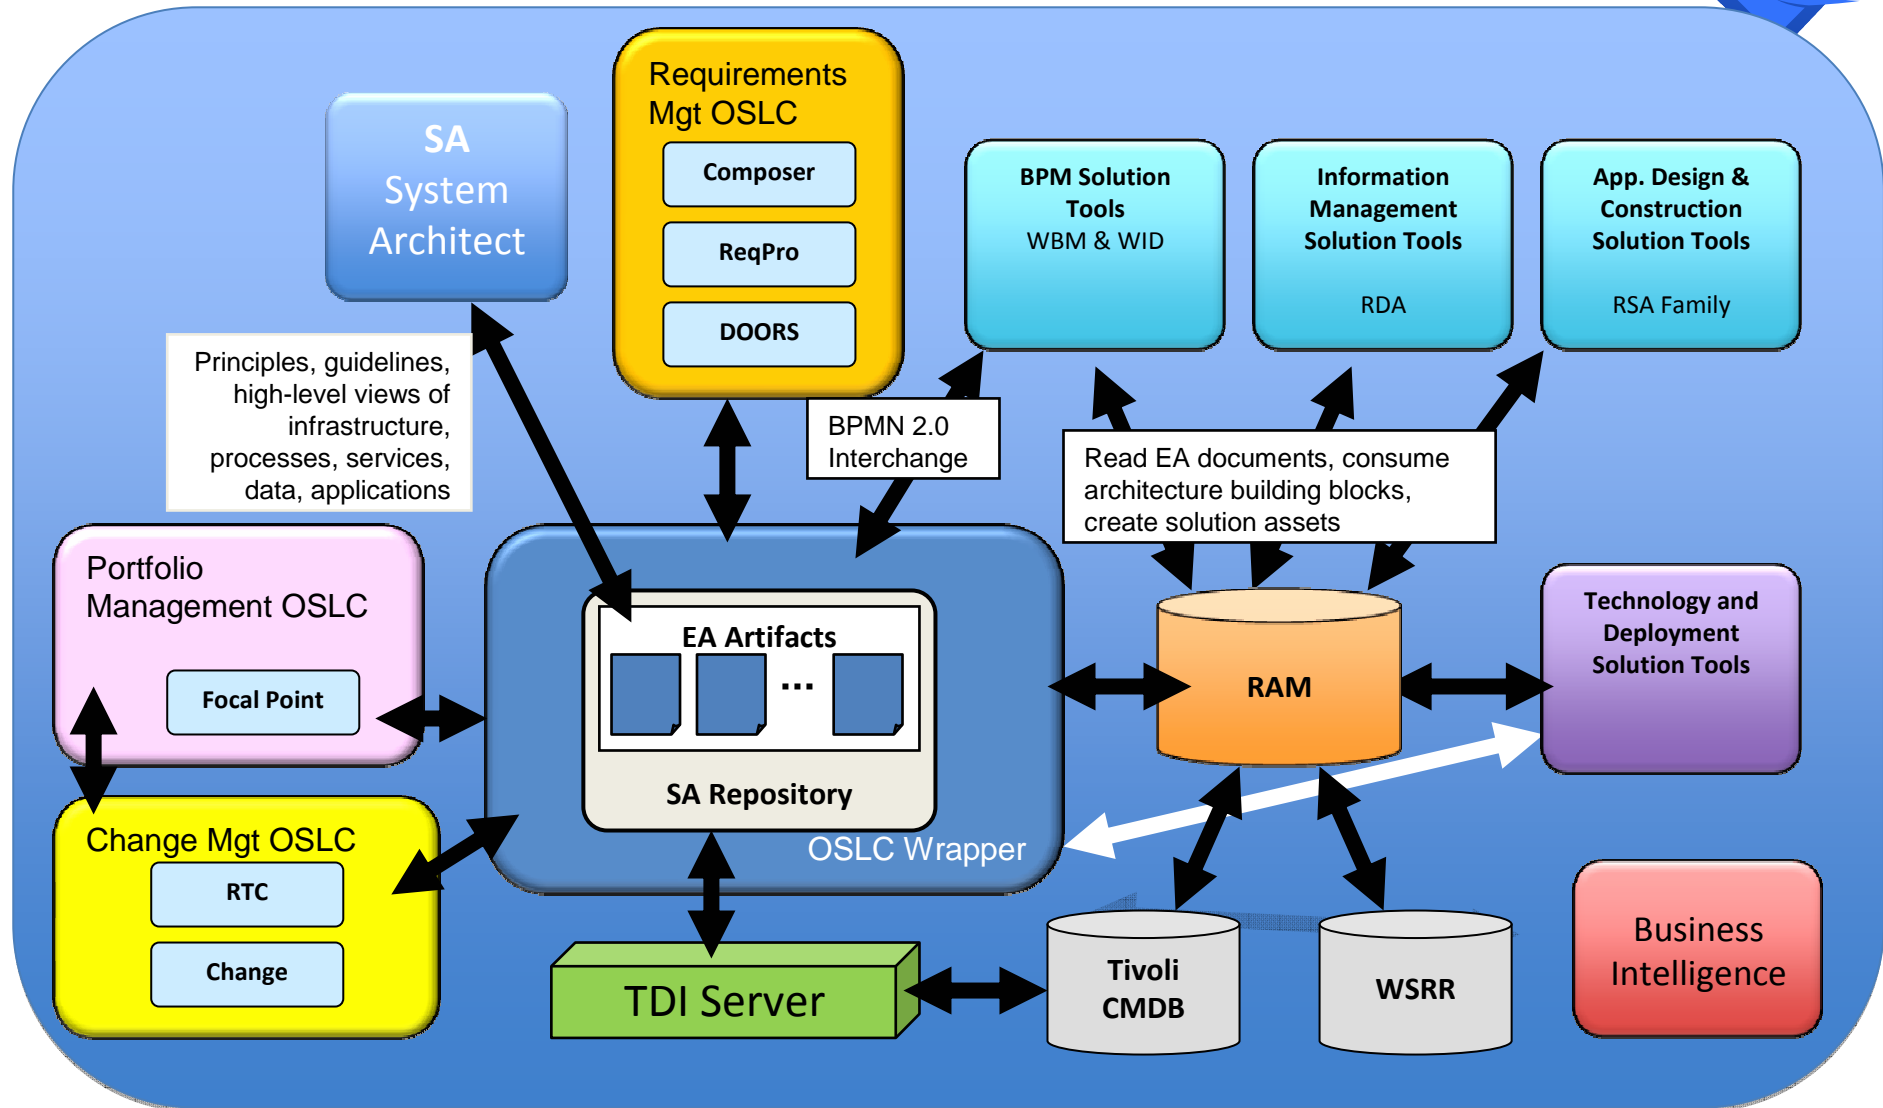 SA
System
Architect
Requirements
Mgt OSLC
Composer
ReqPro
DOORS
BPM Solution
Tools
WBM & WID
Information
Management
Solution Tools
RDA
App. Design &
Construction
Solution Tools
RSA Family
Principles, guidelines,
high-level views of
infrastructure,
processes, services,
data, applications
BPMN 2.0
Interchange
Read EA documents, consume
architecture building blocks,
create solution assets
Portfolio
Management OSLC
Focal Point
EA Artifacts
...
SA Repository
OSLC Wrapper
RAM
Technology and
Deployment
Solution Tools
Change Mgt OSLC
RTC
Change
TDI Server
Tivoli
CMDB
WSRR
Business
Intelligence